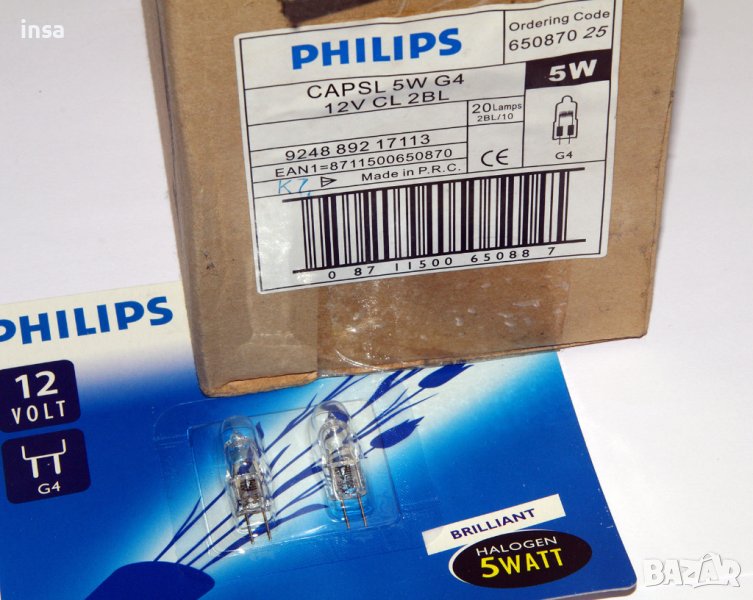 insa
PHILIPS
Ordering Code
650870 25
CAPSL 5W G4
12V CL 2BL
5W
20 Lamps
2BL/10
9248 892 17113
EAN1=8711500650870
CE
G4
KZ
Made in P.R.C.
0 87 11500 65088 7
PHILIPS
12
VOLT
G4
BRILLIANT
HALOGEN
5WATT
BAZAR